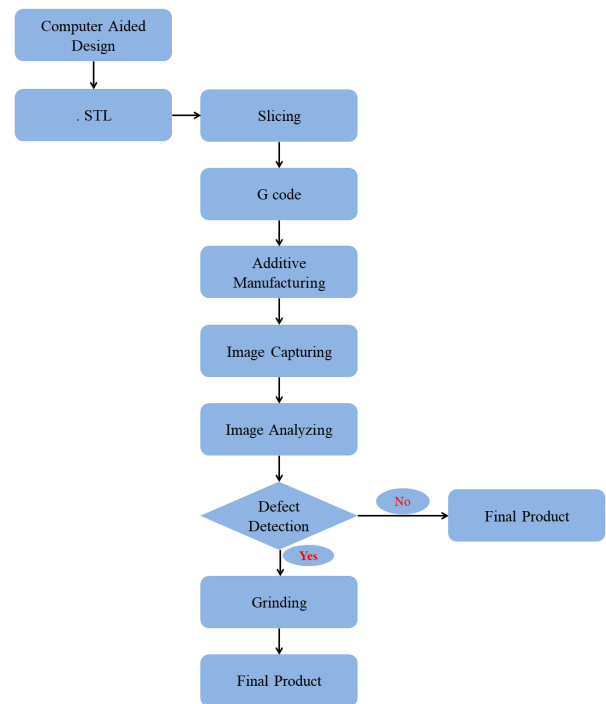 Computer Aided
Design
. STL
Slicing
G code
Additive
Manufacturing
Image Capturing
Image Analyzing
Defect
Detection
No
Final Product
Yes
Grinding
Final Product